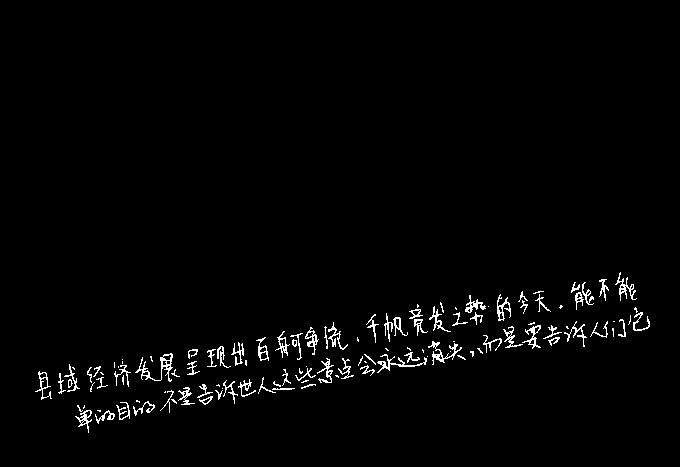 县域经济发展呈现出百舸争流、千帆竞发之势的今天，能不能
单的目的不是告诉世人这些景点会永远消失，而是要告诉人们它